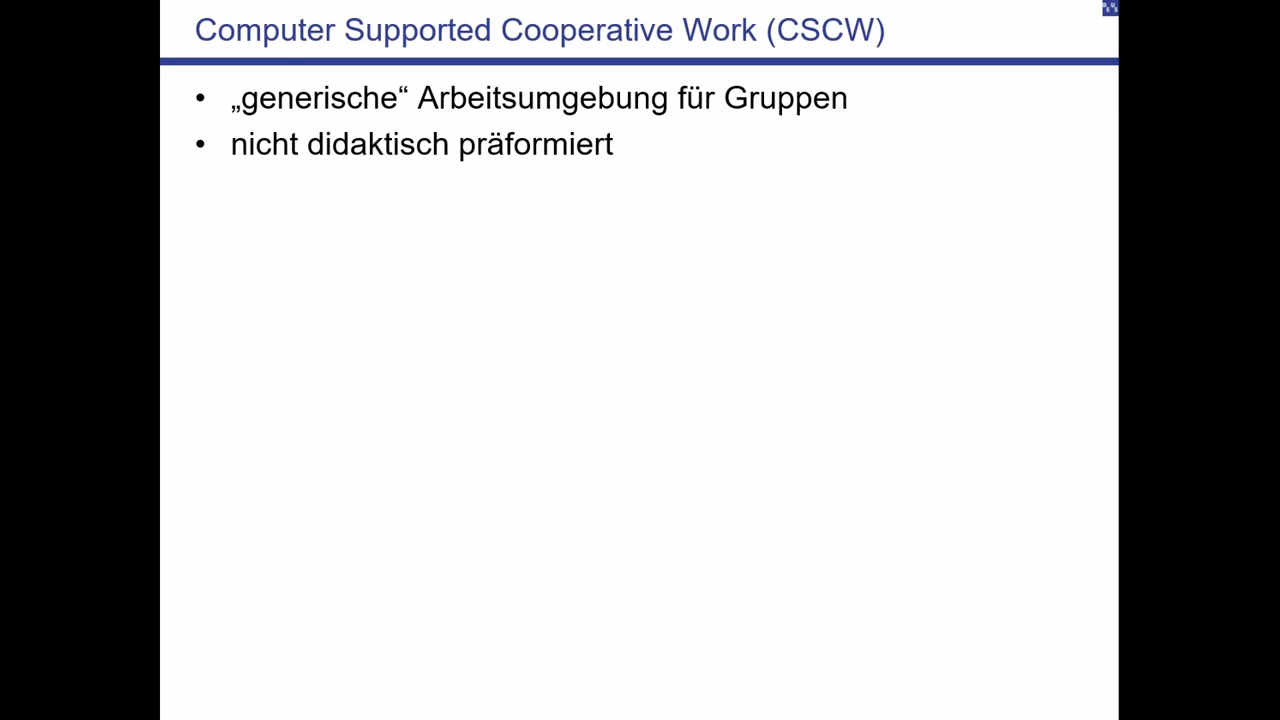 Computer Supported Cooperative Work (CSCW)
• „generische“ Arbeitsumgebung für Gruppen
• nicht didaktisch präformiert